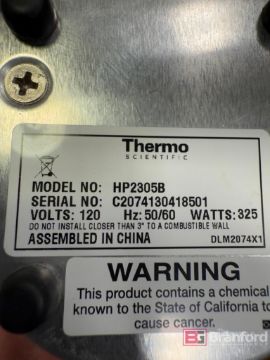 Thermo
SCIENTIFIC
MODEL NO: HP2305B
SERIAL NO: C2074130418501
VOLTS: 120 Hz: 50/60 WATTS: 325
DO NOT INSTALL CLOSER THAN 3" TO A COMBUSTIBLE WALL
ASSEMBLED IN CHINA DLM2074X1
WARNING
This product contains a chemical
known to the State of California to
cause cancer.
Branford